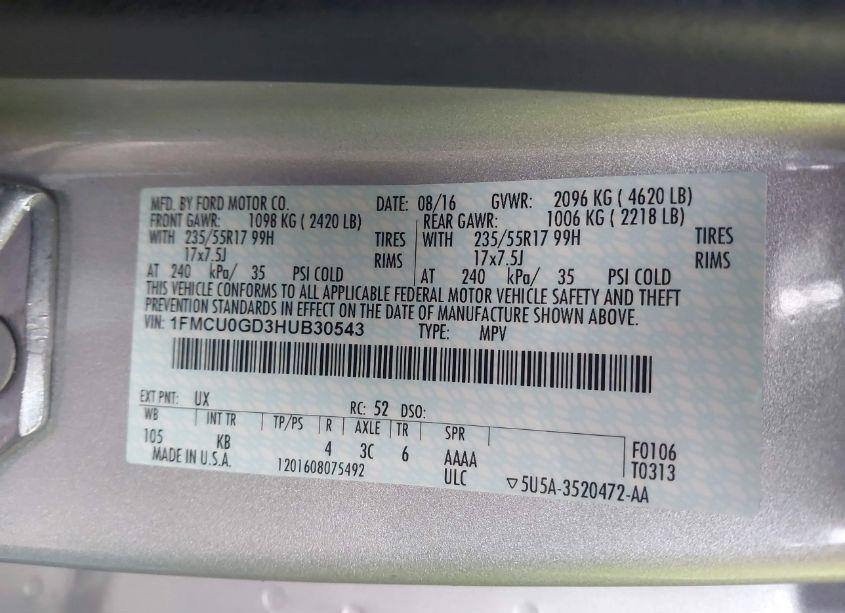 MFD. BY FORD MOTOR CO. DATE: 08/16 GVWR: 2096 KG ( 4620 LB)
FRONT GAWR: 1098 KG ( 2420 LB) REAR GAWR: 1006 KG ( 2218 LB)
WITH 235/55R17 99H TIRES WITH 235/55R17 99H TIRES
17x7.5J RIMS 17x7.5J RIMS
AT 240 kPa/ 35 PSI COLD AT 240 kPa/ 35 PSI COLD
THIS VEHICLE CONFORMS TO ALL APPLICABLE FEDERAL MOTOR VEHICLE SAFETY AND THEFT
PREVENTION STANDARDS IN EFFECT ON THE DATE OF MANUFACTURE SHOWN ABOVE.
VIN: 1FMCU0GD3HUB30543 TYPE: MPV
EXT PNT: UX RC: 52 DSO:
WB INT TR TP/PS R AXLE TR SPR
105 KB 4 3C 6 AAAA F0106
MADE IN U.S.A. 1201608075492 ULC T0313
▽5U5A-3520472-AA